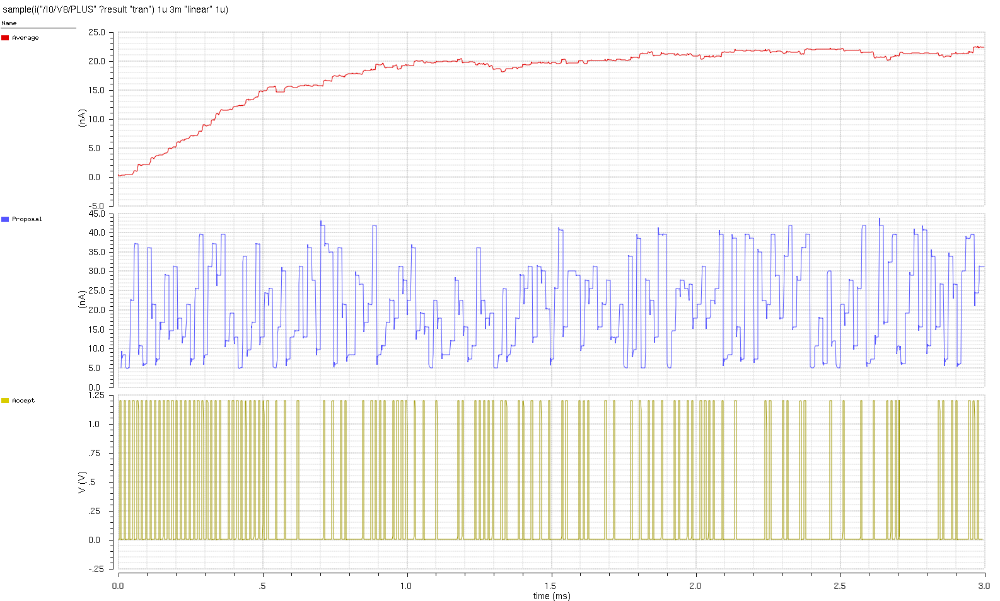 sample(i("/I0/V8/PLUS" ?result "tran") 1u 3m "linear" 1u)
Name
Average
25.0
20.0
15.0
10.0
5.0
0.0
-5.0
(nA)
Proposal
45.0
40.0
35.0
30.0
25.0
20.0
15.0
10.0
5.0
0.0
(nA)
Accept
1.25
1.0
.75
.5
.25
0.0
-.25
V (V)
0.0 .5 1.0 1.5 2.0 2.5 3.0
time (ms)